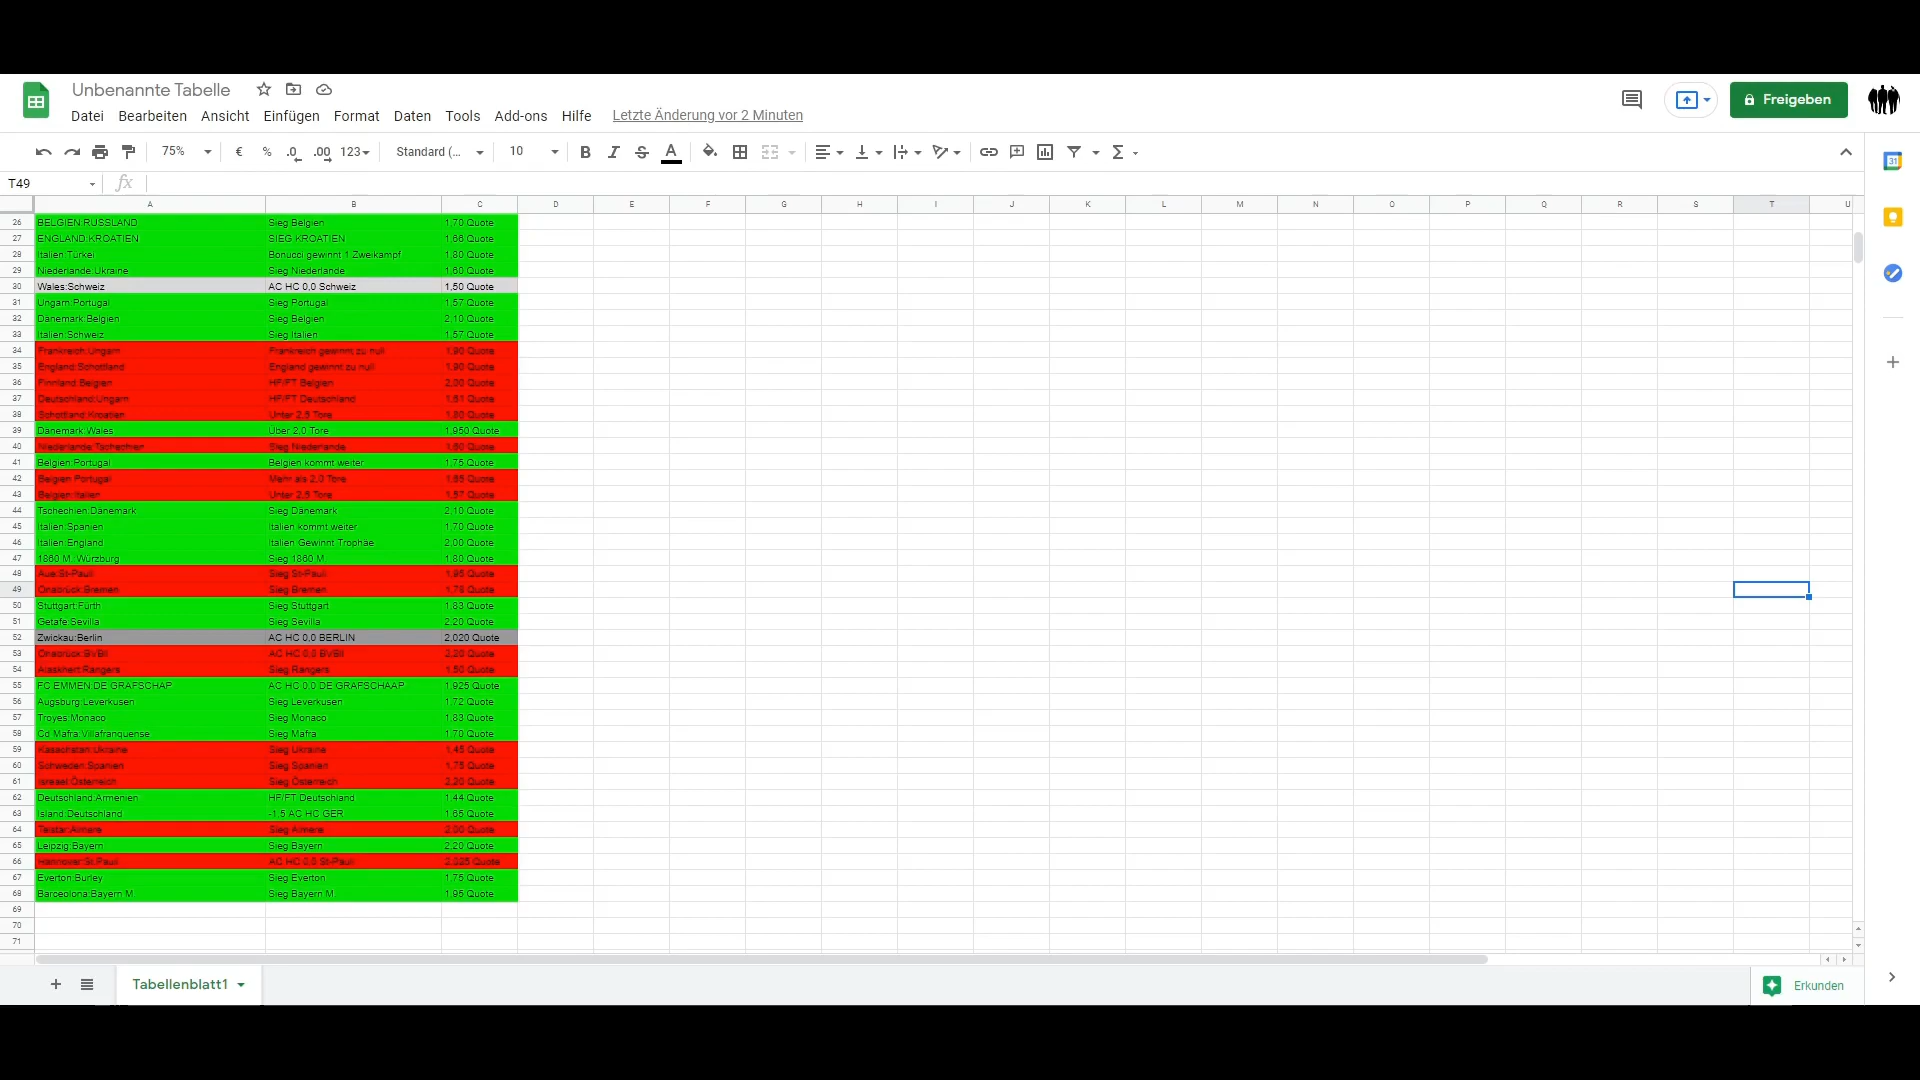 Unbenannte Tabelle
Datei Bearbeiten Ansicht Einfügen Format Daten Tools Add-ons Hilfe Letzte Änderung vor 2 Minuten
Freigeben
75% € % .0 .00 123 Standard (... 10 B I S A
31
T49 fx
A B C D E F G H I J K L M N O P Q R S T U
26 BELGIEN:RUSSLAND Sieg Belgien 1,70 Quote
27 ENGLAND:KROATIEN SIEG KROATIEN 1,66 Quote
28 Italien:Türkei Bonucci gewinnt 1 Zweikampf 1,80 Quote
29 Niederlande:Ukraine Sieg Niederlande 1,60 Quote
30 Wales:Schweiz AC HC 0,0 Schweiz 1,50 Quote
31 Ungarn:Portugal Sieg Portugal 1,57 Quote
32 Dänemark:Belgien Sieg Belgien 2,10 Quote
33 Italien:Schweiz Sieg Italien 1,57 Quote
34 Frankreich:Ungarn Frankreich gewinnt zu null 1,90 Quote
35 England:Schottland England gewinnt zu null 1,90 Quote
36 Finnland:Belgien HF/FT Belgien 2,00 Quote
37 Deutschland:Ungarn HF/FT Deutschland 1,61 Quote
38 Schottland:Kroatien Unter 2,5 Tore 1,80 Quote
39 Dänemark:Wales Über 2,0 Tore 1,950 Quote
40 Niederlande:Tschechien Sieg Niederlande 1,60 Quote
41 Belgien:Portugal Belgien kommt weiter 1,75 Quote
42 Belgien:Portugal Mehr als 2,0 Tore 1,85 Quote
43 Belgien:Italien Unter 2,5 Tore 1,57 Quote
44 Tschechien:Dänemark Sieg Dänemark 2,10 Quote
45 Italien:Spanien Italien kommt weiter 1,70 Quote
46 Italien:England Italien Gewinnt Trophäe 2,00 Quote
47 1860 M.:Würzburg Sieg 1860 M. 1,80 Quote
48 Aue:St-Pauli Sieg St-Pauli 1,95 Quote
49 Onabrück:Bremen Sieg Bremen 1,78 Quote
50 Stuttgart:Fürth Sieg Stuttgart 1,83 Quote
51 Getafe:Sevilla Sieg Sevilla 2,20 Quote
52 Zwickau:Berlin AC HC 0,0 BERLIN 2,020 Quote
53 Onabrück:BVBII AC HC 0,0 BVBII 2,20 Quote
54 Alaskhert:Rangers Sieg Rangers 1,50 Quote
55 FC EMMEN:DE GRAFSCHAP AC HC 0,0 DE GRAFSCHAAP 1,925 Quote
56 Augsburg:Leverkusen Sieg Leverkusen 1,72 Quote
57 Troyes:Monaco Sieg Monaco 1,83 Quote
58 Cd Mafra:Villafranquense Sieg Mafra 1,70 Quote
59 Kasachstan:Ukraine Sieg Ukraine 1,45 Quote
60 Schweden:Spanien Sieg Spanien 1,75 Quote
61 Sieg Österreich 2,20 Quote
62 Deutschland:Armenien HF/FT Deutschland 1,44 Quote
63 Island:Deutschland -1,5 AC HC GER 1,65 Quote
64 Telstar:Almere Sieg Almere 2,00 Quote
65 Leipzig:Bayern Sieg Bayern 2,20 Quote
66 Hannover:St.Pauli AC HC 0,0 St-Pauli 2,025 Quote
67 Everton:Burley Sieg Everton 1,75 Quote
68 Barceolona:Bayern M. Sieg Bayern M. 1,95 Quote
69
70
71
Tabellenblatt1
Erkunden